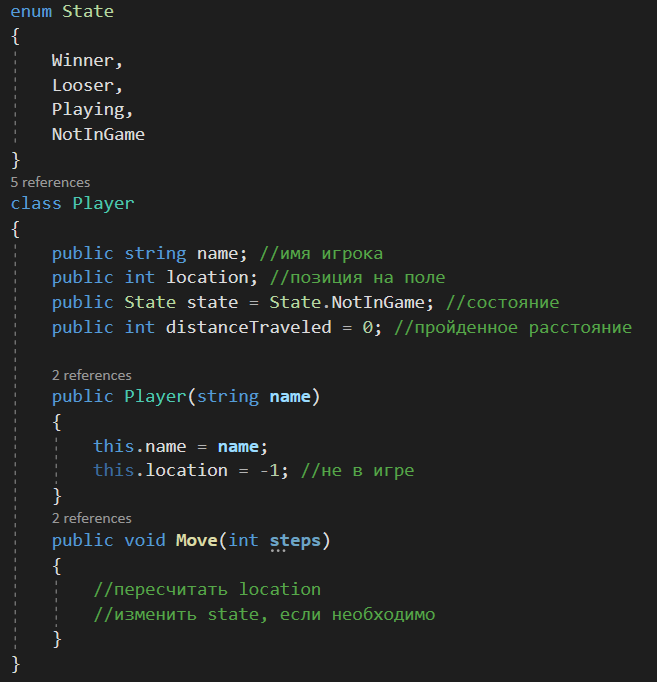 enum State
{
    Winner,
    Looser,
    Playing,
    NotInGame
}
5 references
class Player
{
    public string name; //имя игрока
    public int location; //позиция на поле
    public State state = State.NotInGame; //состояние
    public int distanceTraveled = 0; //пройденное расстояние
    2 references
    public Player(string name)
    {
        this.name = name;
        this.location = -1; //не в игре
    }
    2 references
    public void Move(int steps)
    {
        //пересчитать location
        //изменить state, если необходимо
    }
}